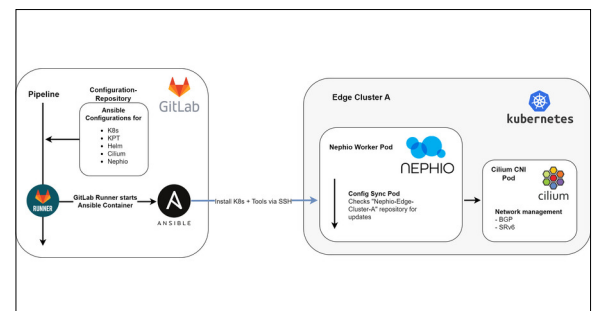 Pipeline
Configuration-
Repository
GitLab
Ansible
Configurations for
• K8s
• KPT
• Helm
• Cilium
• Nephio
RUNNER
GitLab Runner starts
Ansible Container
ANSIBLE
Install K8s + Tools via SSH
Edge Cluster A
kubernetes
Nephio Worker Pod
NEPHIO
Config Sync Pod
Checks "Nephio-Edge-
Cluster-A" repository for
updates
Cilium CNI
Pod
cilium
Network management
- BGP
- SRv6